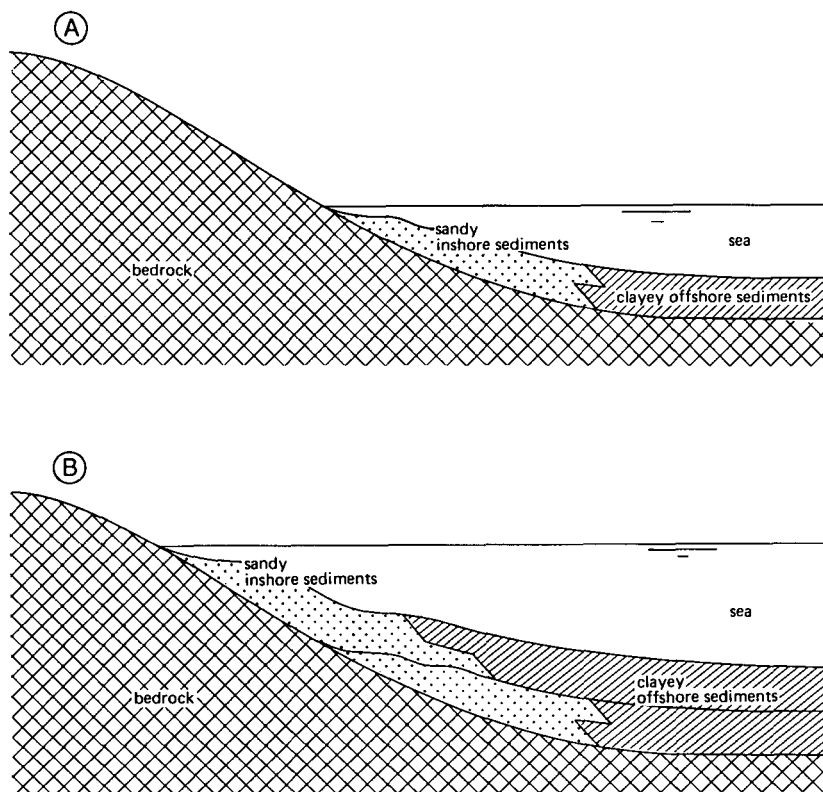 A
sandy
inshore sediments
sea
bedrock
clayey offshore sediments
B
sandy
inshore sediments
sea
clayey
offshore sediments
bedrock